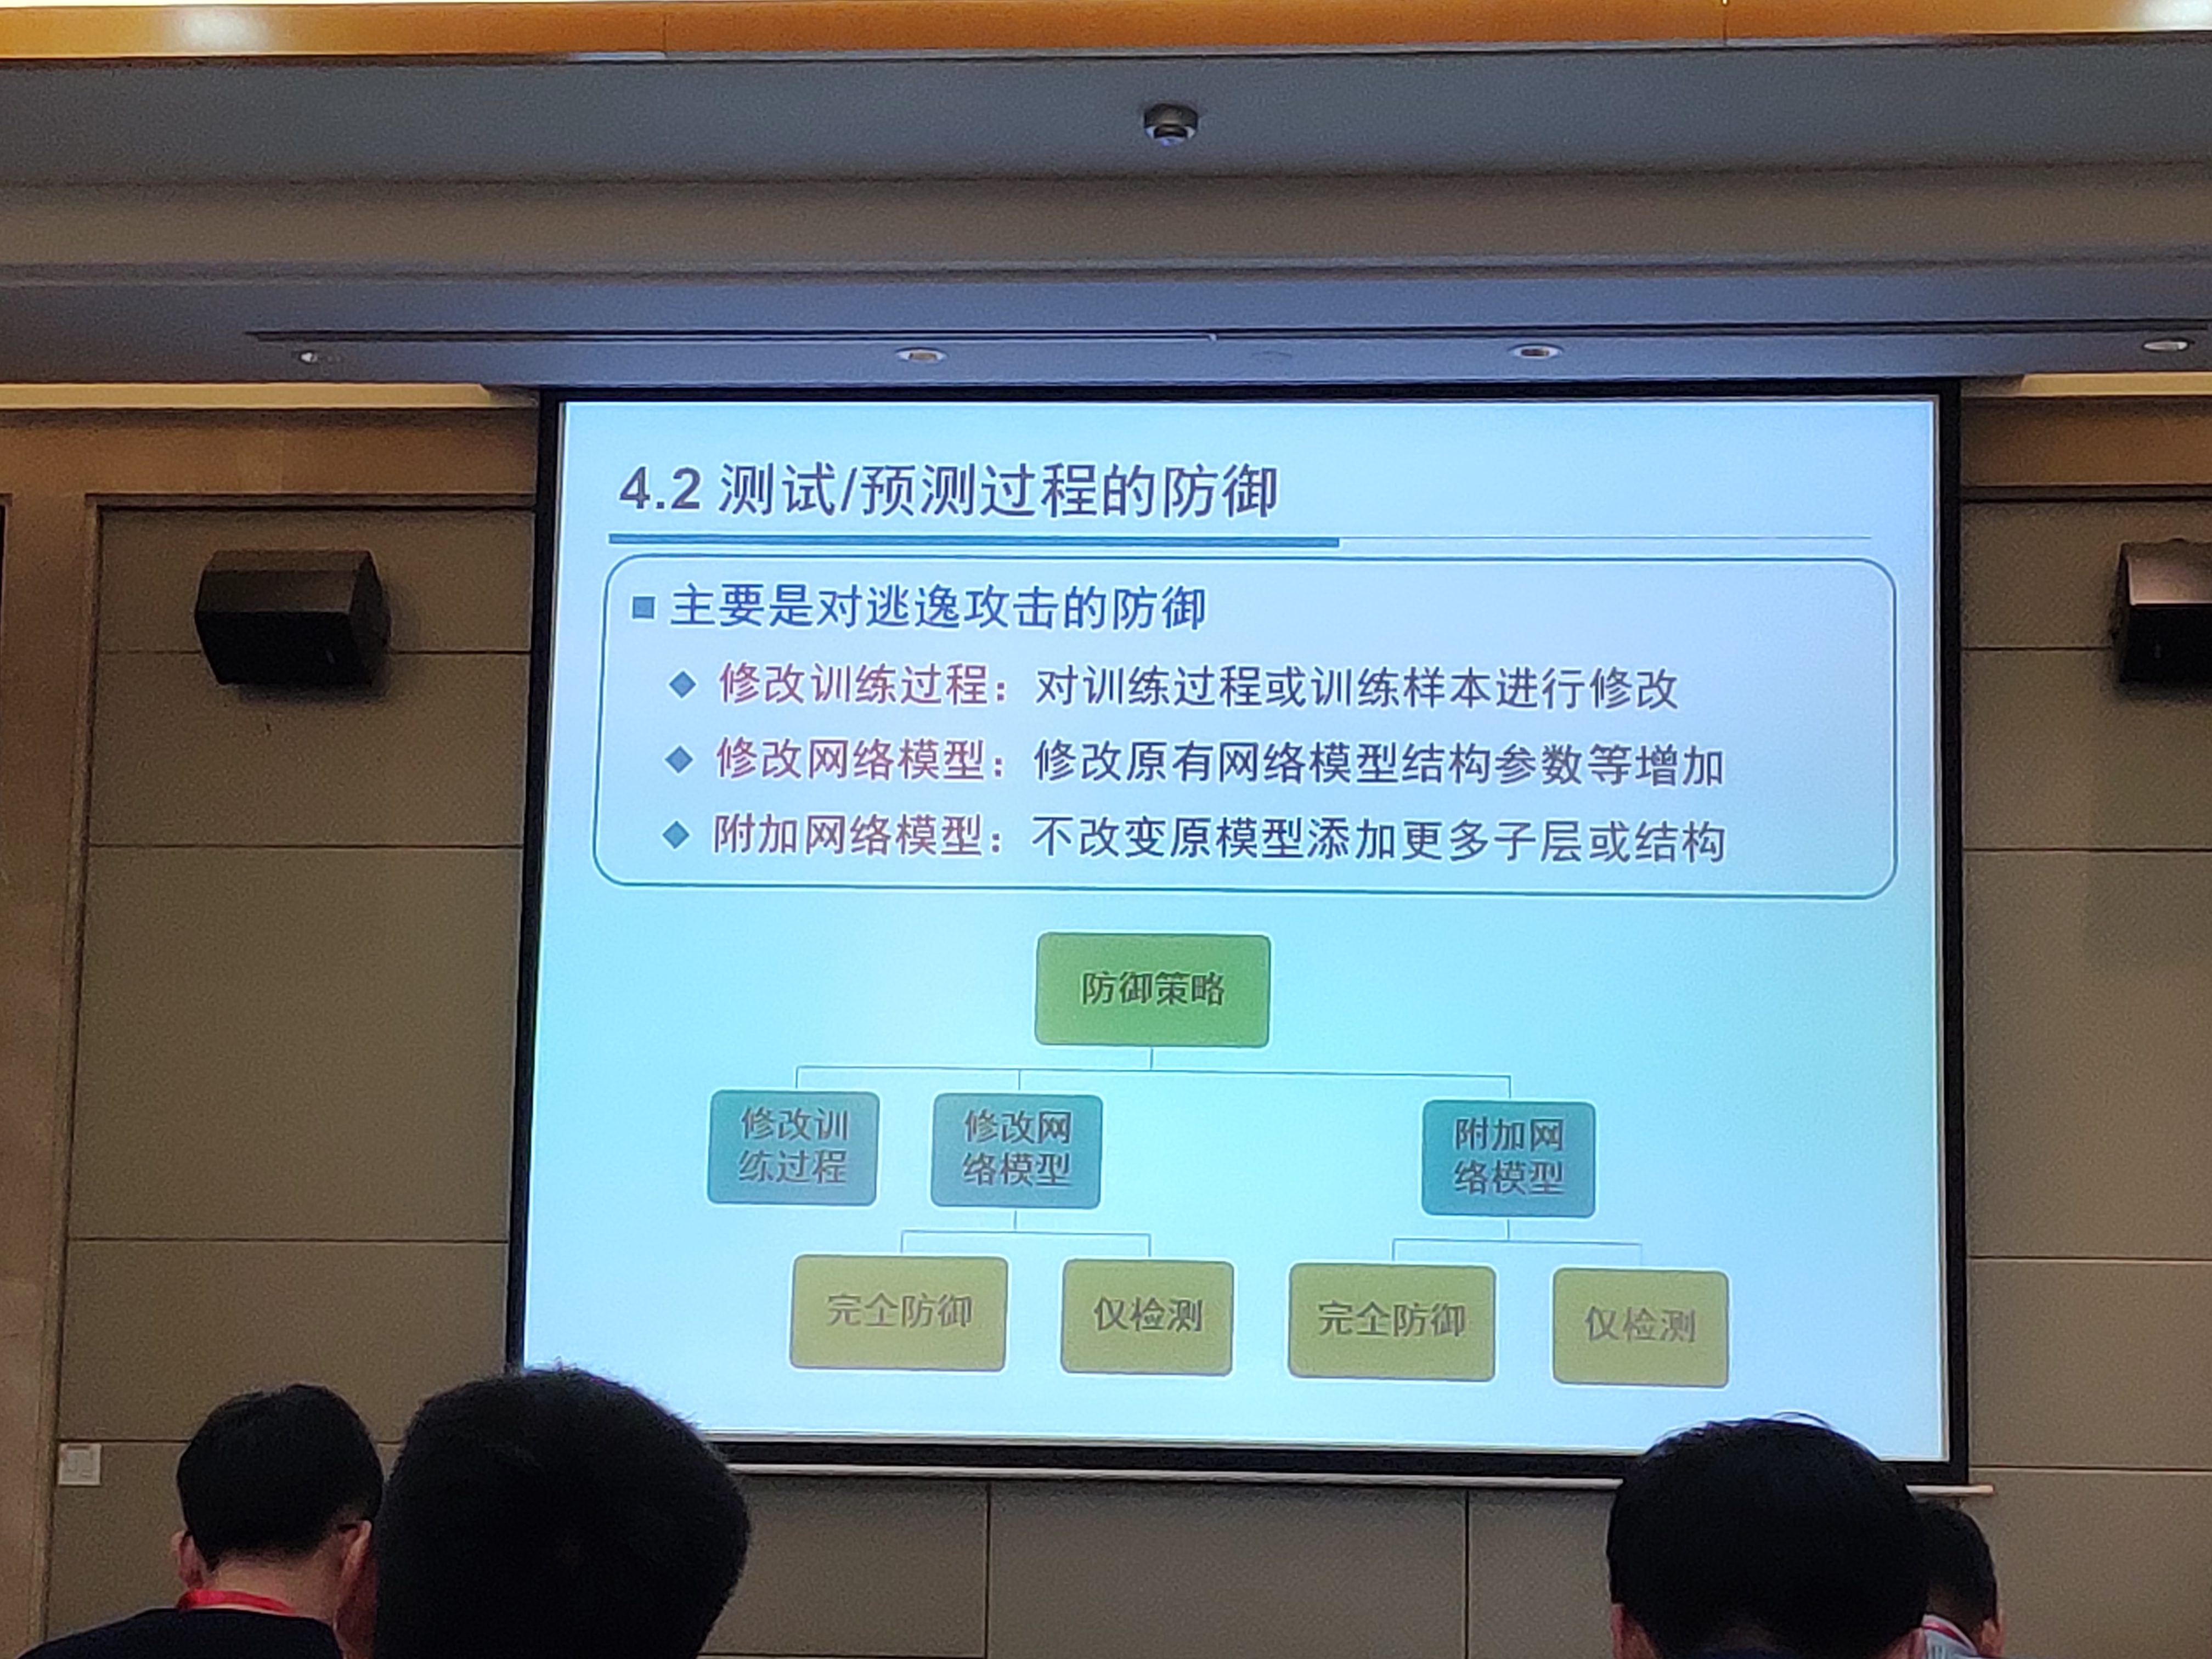 4.2 测试/预测过程的防御
主要是对逃逸攻击的防御
修改训练过程：对训练过程或训练样本进行修改
修改网络模型：修改原有网络模型结构参数等增加
附加网络模型：不改变原模型添加更多子层或结构
防御策略
修改训
练过程
修改网
络模型
附加网
络模型
完全防御
仅检测
完全防御
仅检测